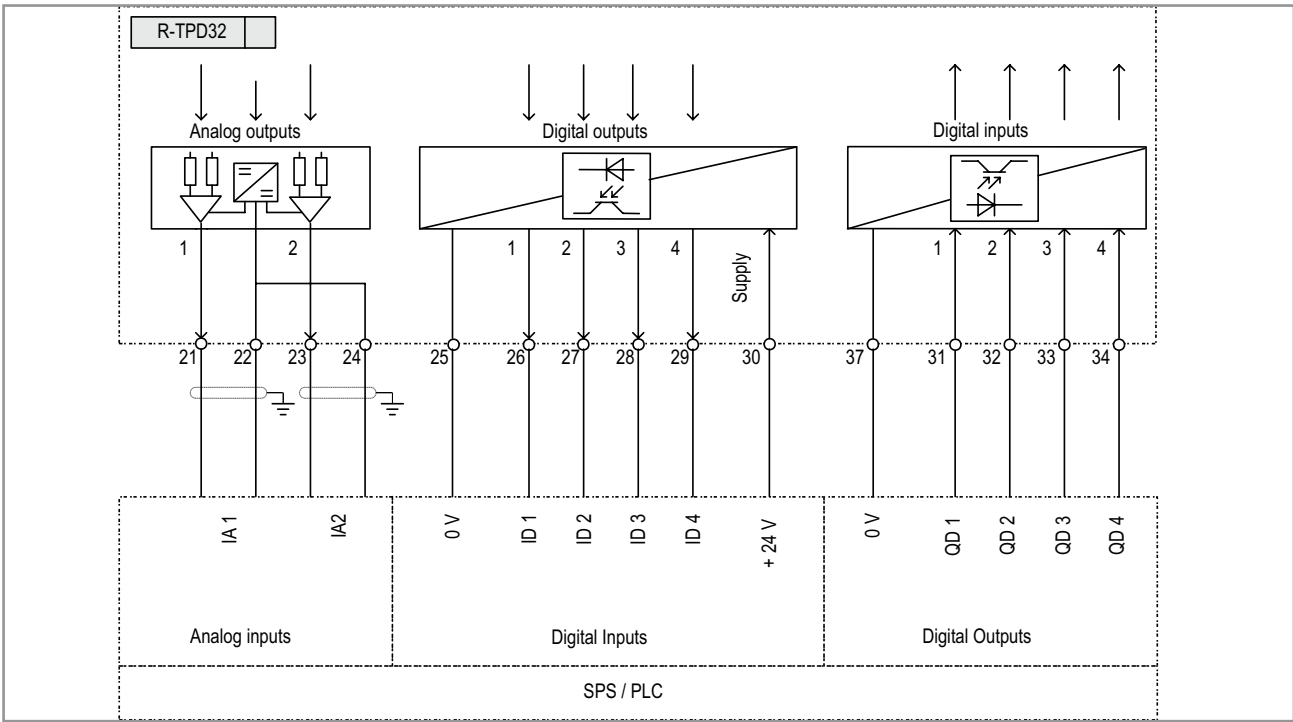 R-TPD32
Analog outputs
Digital outputs
Digital inputs
1 2
1 2 3 4
Supply
1 2 3 4
21 22 23 24 25 26 27 28 29 30 37 31 32 33 34
IA 1
IA2
0 V
ID 1
ID 2
ID 3
ID 4
+ 24 V
0 V
QD 1
QD 2
QD 3
QD 4
Analog inputs
Digital Inputs
Digital Outputs
SPS / PLC